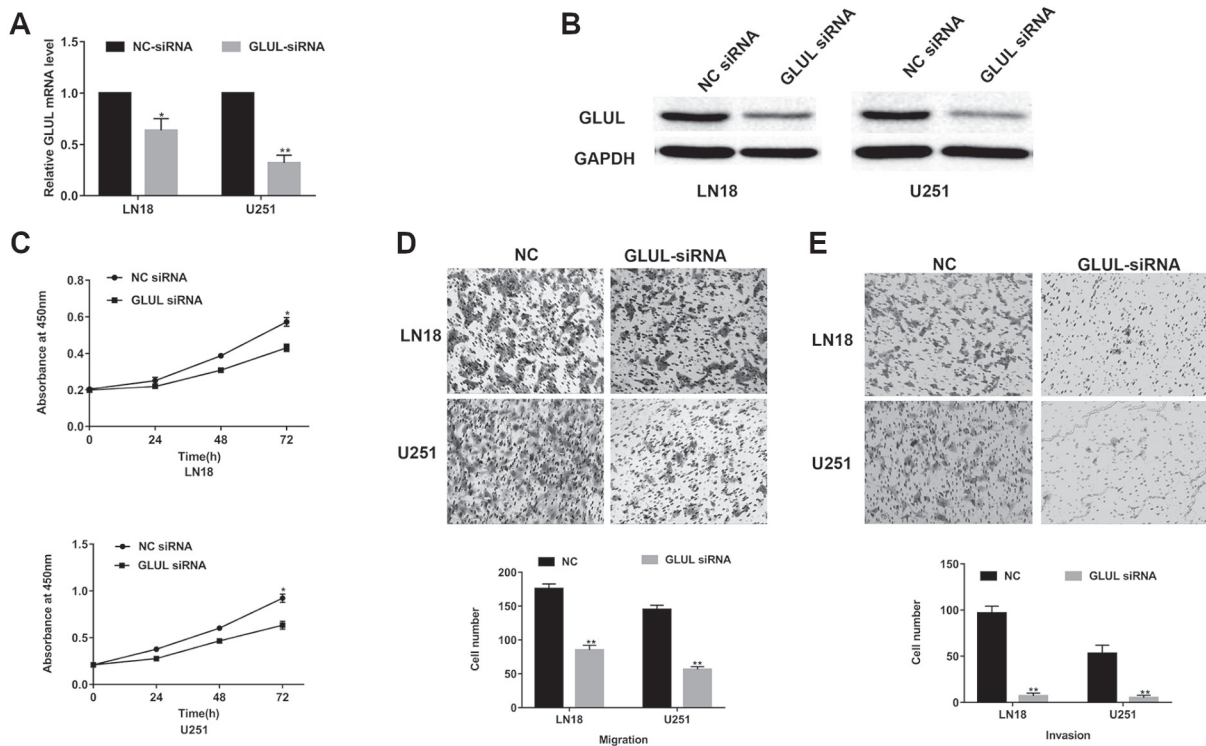 A
NC-siRNA GLUL-siRNA
Relative GLUL mRNA level
1.5
1.0
0.5
0.0
* **
LN18 U251
B
NC siRNA GLUL siRNA NC siRNA GLUL siRNA
GLUL
GAPDH
LN18 U251
C
NC siRNA
GLUL siRNA
Absorbance at 450nm
0.8
0.6
0.4
0.2
0.0
*
0 24 48 72
Time(h)
LN18
NC siRNA
GLUL siRNA
Absorbance at 450nm
1.5
1.0
0.5
0.0
*
0 24 48 72
Time(h)
U251
D
NC GLUL-siRNA
LN18
U251
NC GLUL siRNA
Cell number
200
150
100
50
0
** **
LN18 U251
Migration
E
NC GLUL-siRNA
LN18
U251
NC GLUL siRNA
Cell number
150
100
50
0
** **
LN18 U251
Invasion